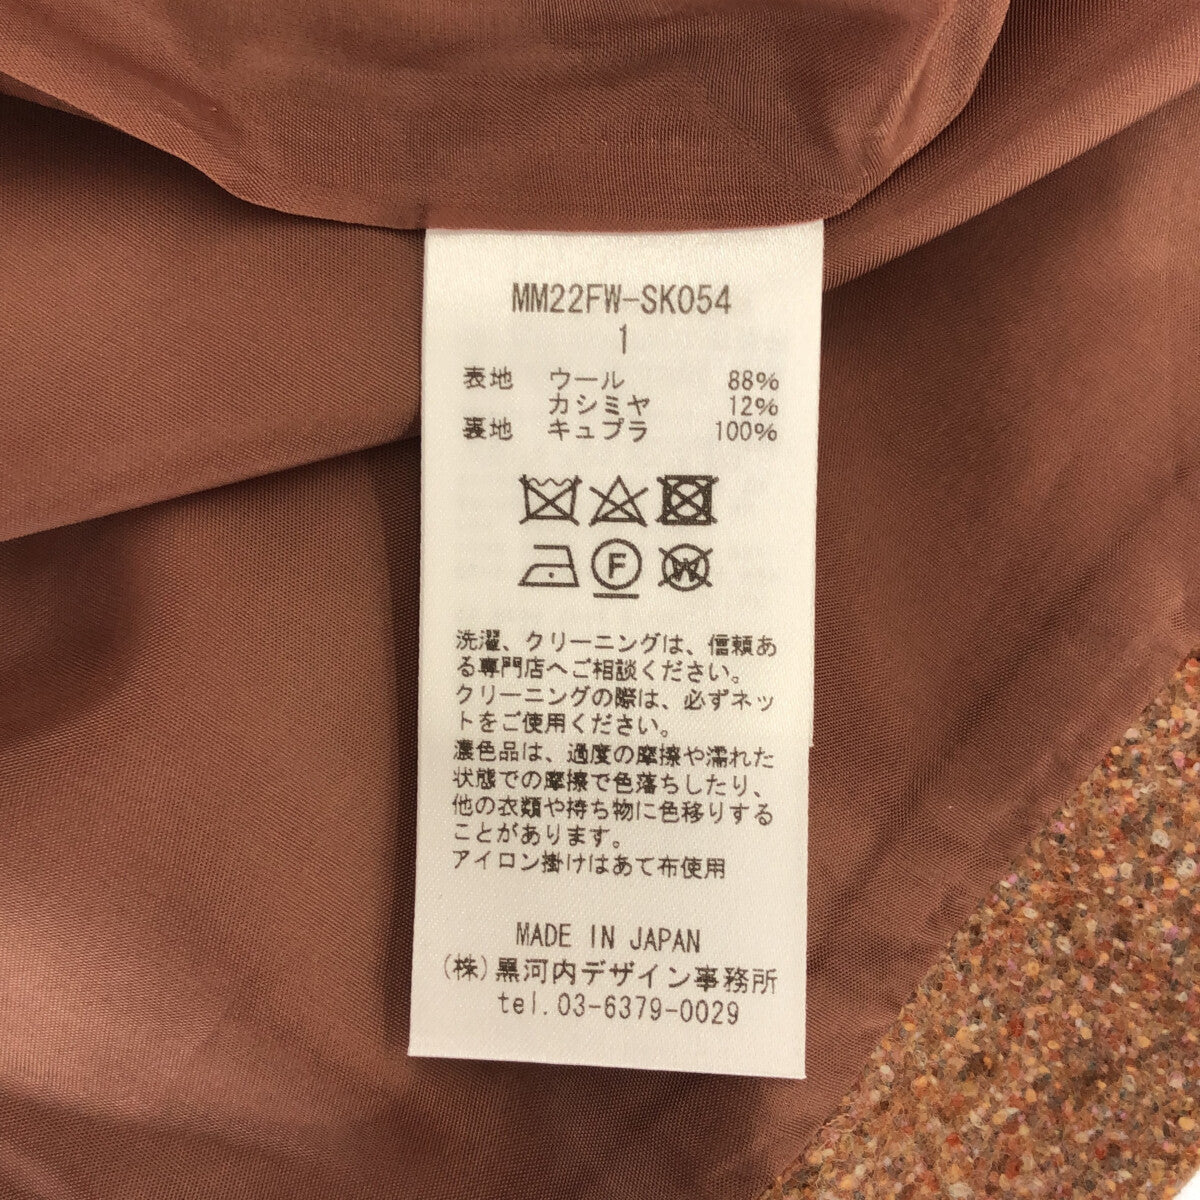 MM22FW-SK054
1
表地 ウール 88%
カシミヤ 12%
裏地 キュプラ 100%
F
W
洗濯、クリーニングは、信頼あ
る専門店へご相談ください。
クリーニングの際は、必ずネッ
トをご使用ください。
濃色品は、過度の摩擦や濡れた
状態での摩擦で色落ちしたり、
他の衣類や持ち物に色移りする
ことがあります。
アイロン掛けはあて布使用
MADE IN JAPAN
(株)黒河内デザイン事務所
tel.03-6379-0029